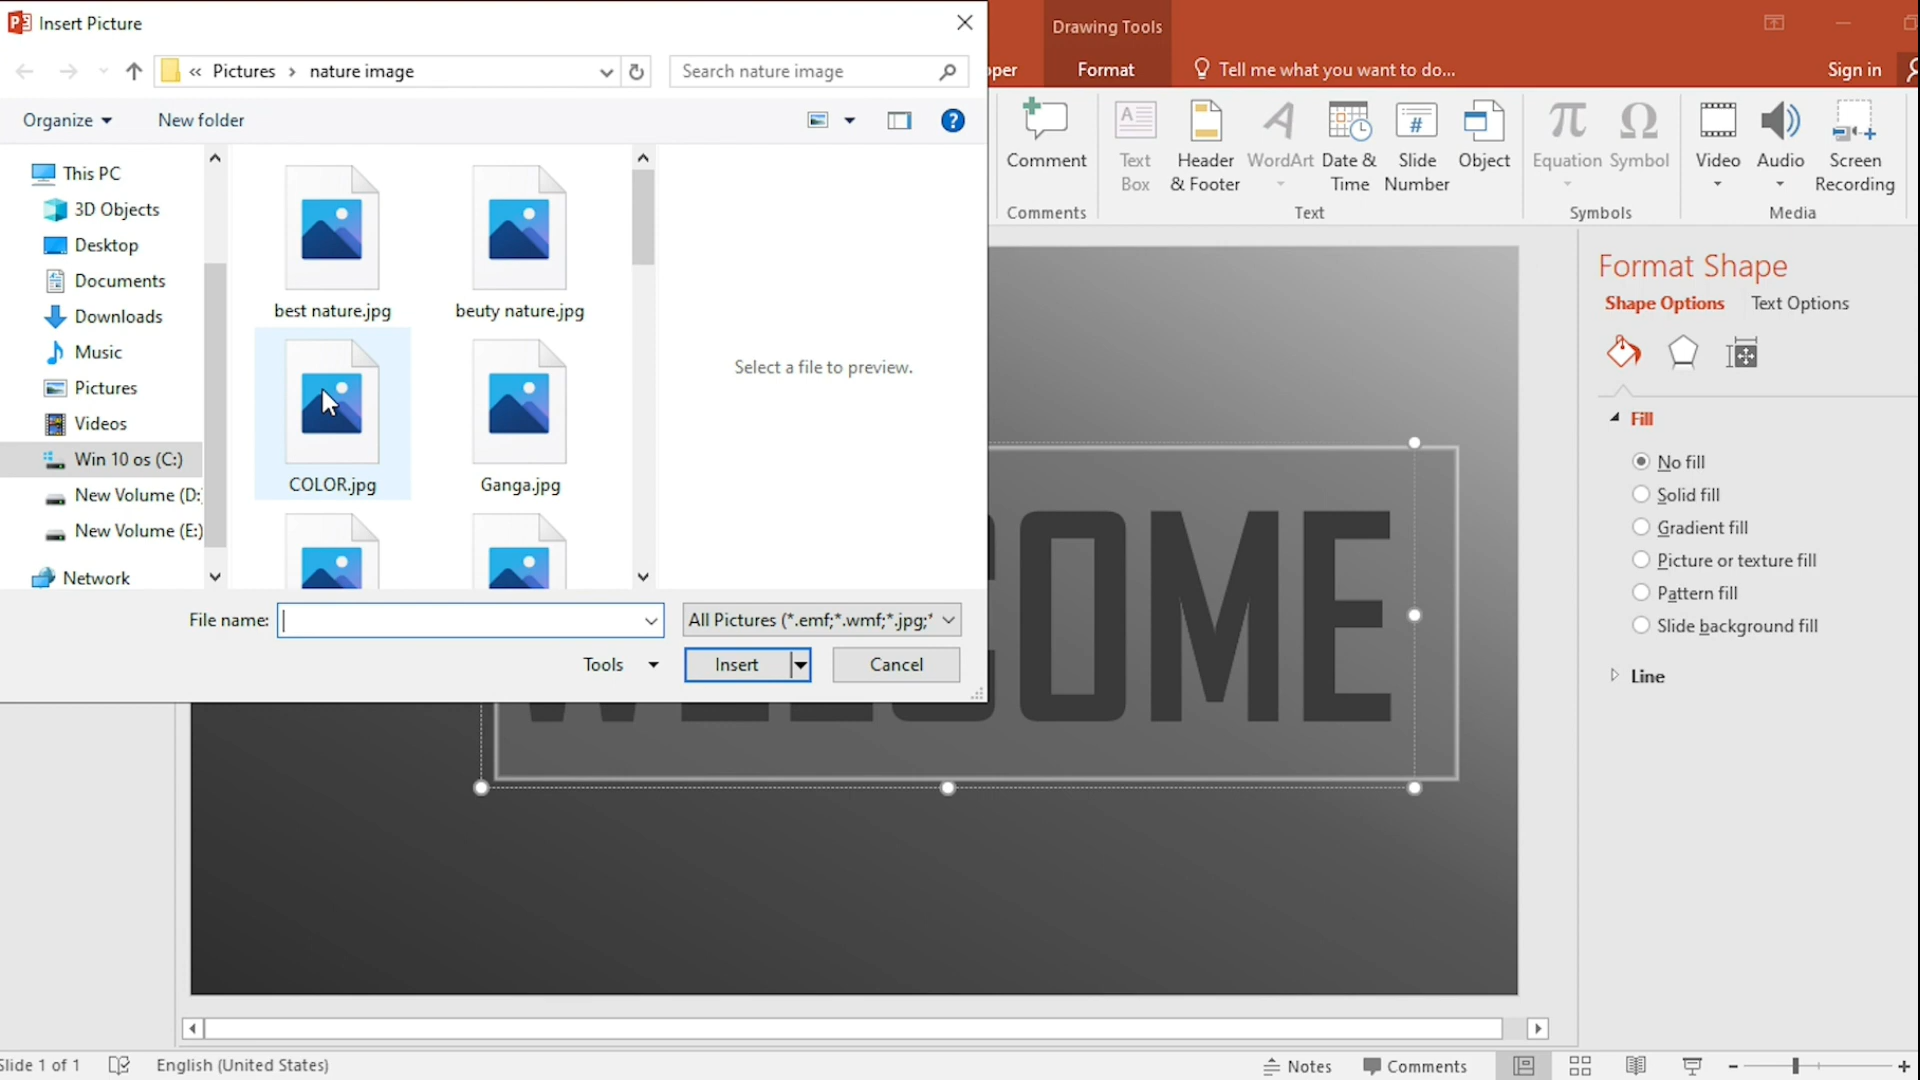 Insert Picture
Drawing Tools
« Pictures › nature image
Search nature image
Format
Tell me what you want to do...
Sign in
Organize
New folder
Comment
Text Box
Header & Footer
WordArt
Date & Time
Slide Number
Object
Equation
Symbol
Video
Audio
Screen Recording
Comments
Text
Symbols
Media
This PC
3D Objects
Desktop
Documents
Downloads
Music
Pictures
Videos
Win 10 os (C:)
New Volume (D:
New Volume (E:)
Network
best nature.jpg
beuty nature.jpg
COLOR.jpg
Ganga.jpg
Select a file to preview.
File name:
All Pictures (*.emf;*.wmf;*.jpg;*
Tools
Insert
Cancel
WELCOME
Format Shape
Shape Options
Text Options
Fill
No fill
Solid fill
Gradient fill
Picture or texture fill
Pattern fill
Slide background fill
Line
Slide 1 of 1
English (United States)
Notes
Comments